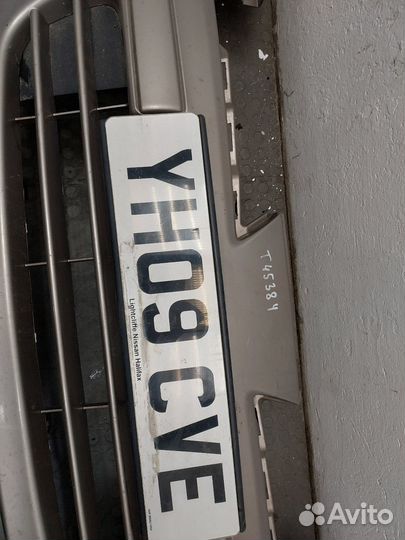 YH09 CVE
Lightcliffe Nissan Halifax
T45384
Avito